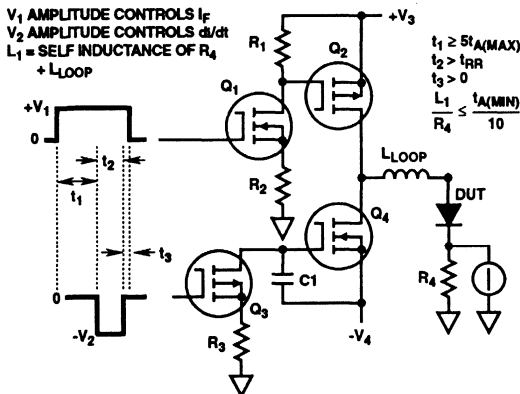 V1 AMPLITUDE CONTROLS IF
V2 AMPLITUDE CONTROLS di/dt
L1 = SELF INDUCTANCE OF R4
+ LLOOP
+V3
t1 ≥ 5tA(MAX)
t2 > tRR
t3 > 0
L1/R4 ≤ tA(MIN)/10
R1
Q2
Q1
+V1
0
t2
t1
t3
R2
LLOOP
DUT
Q4
R4
C1
0
-V2
Q3
R3
-V4